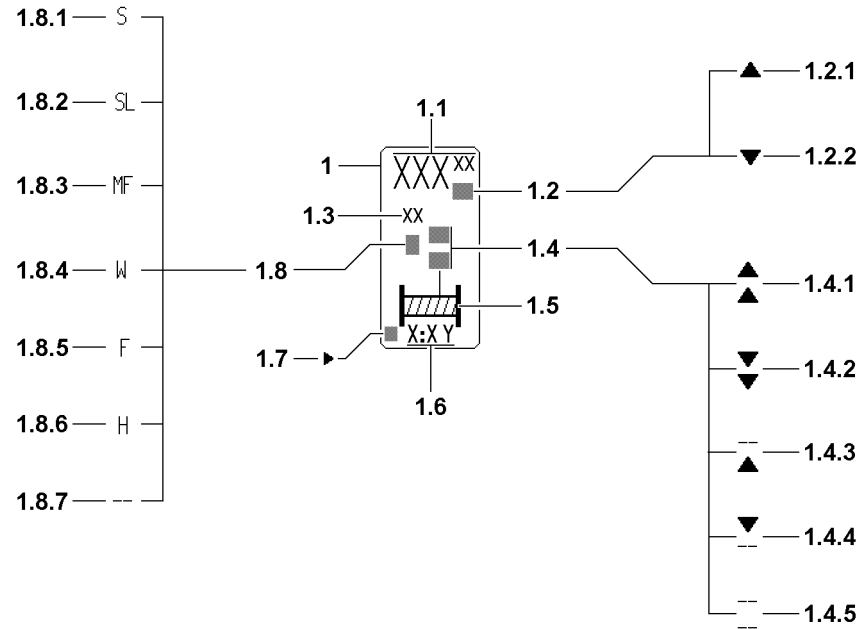 1.8.1 S
1.8.2 SL
1.8.3 MF
1.8.4 W
1.8.5 F
1.8.6 H
1.8.7 --
1.1
1
XXX XX
1.2
1.3 XX
1.8
1.4
1.5
1.7
X:X Y
1.6
1.2.1
1.2.2
1.4.1
1.4.2
-- 1.4.3
1.4.4 --
-- 1.4.5
--